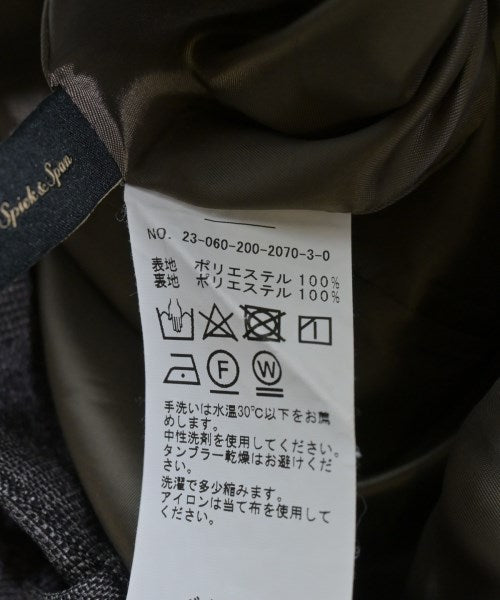 Spick & Span
NO. 23-060-200-2070-3-0
表地 ポリエステル 100%
裏地 ポリエステル 100%
F W
手洗いは水温30℃以下をお薦
めします。
中性洗剤を使用してください。
タンブラー乾燥はお避けくだ
さい。
洗濯で多少縮みます。
アイロンは当て布を使用して
ください。